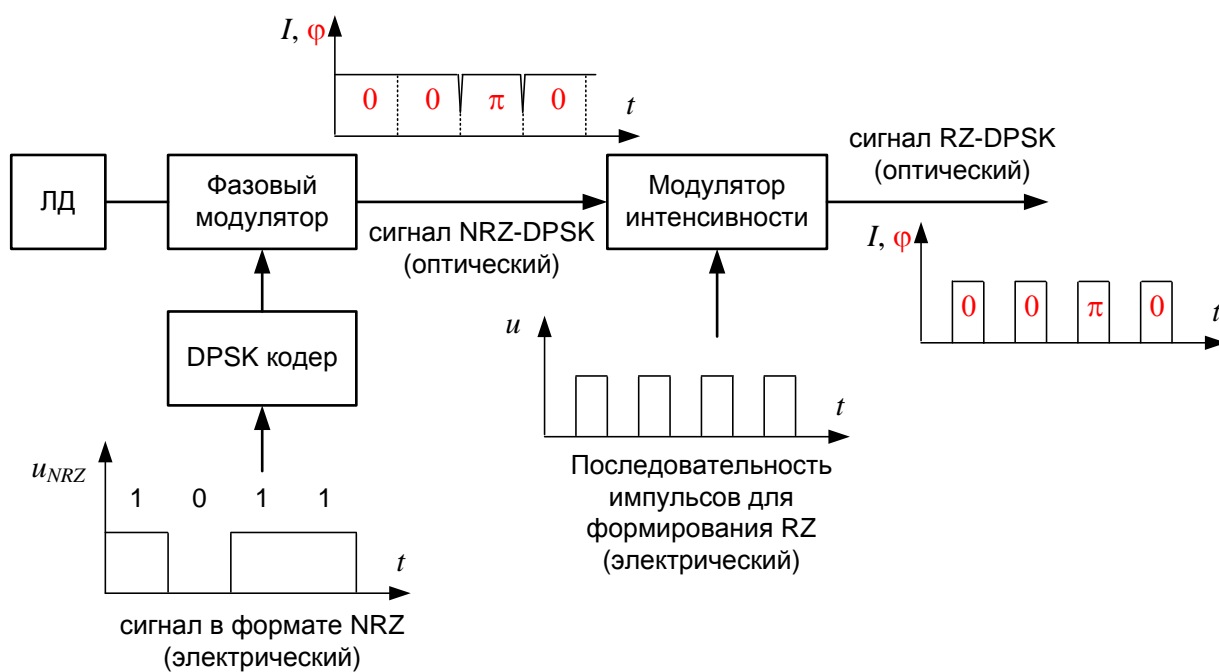 I, φ
0 0 π 0
t
ЛД
Фазовый
модулятор
сигнал NRZ-DPSK
(оптический)
Модулятор
интенсивности
сигнал RZ-DPSK
(оптический)
I, φ
0 0 π 0
t
DPSK кодер
u
t
Последовательность
импульсов для
формирования RZ
(электрический)
uNRZ
1 0 1 1
t
сигнал в формате NRZ
(электрический)